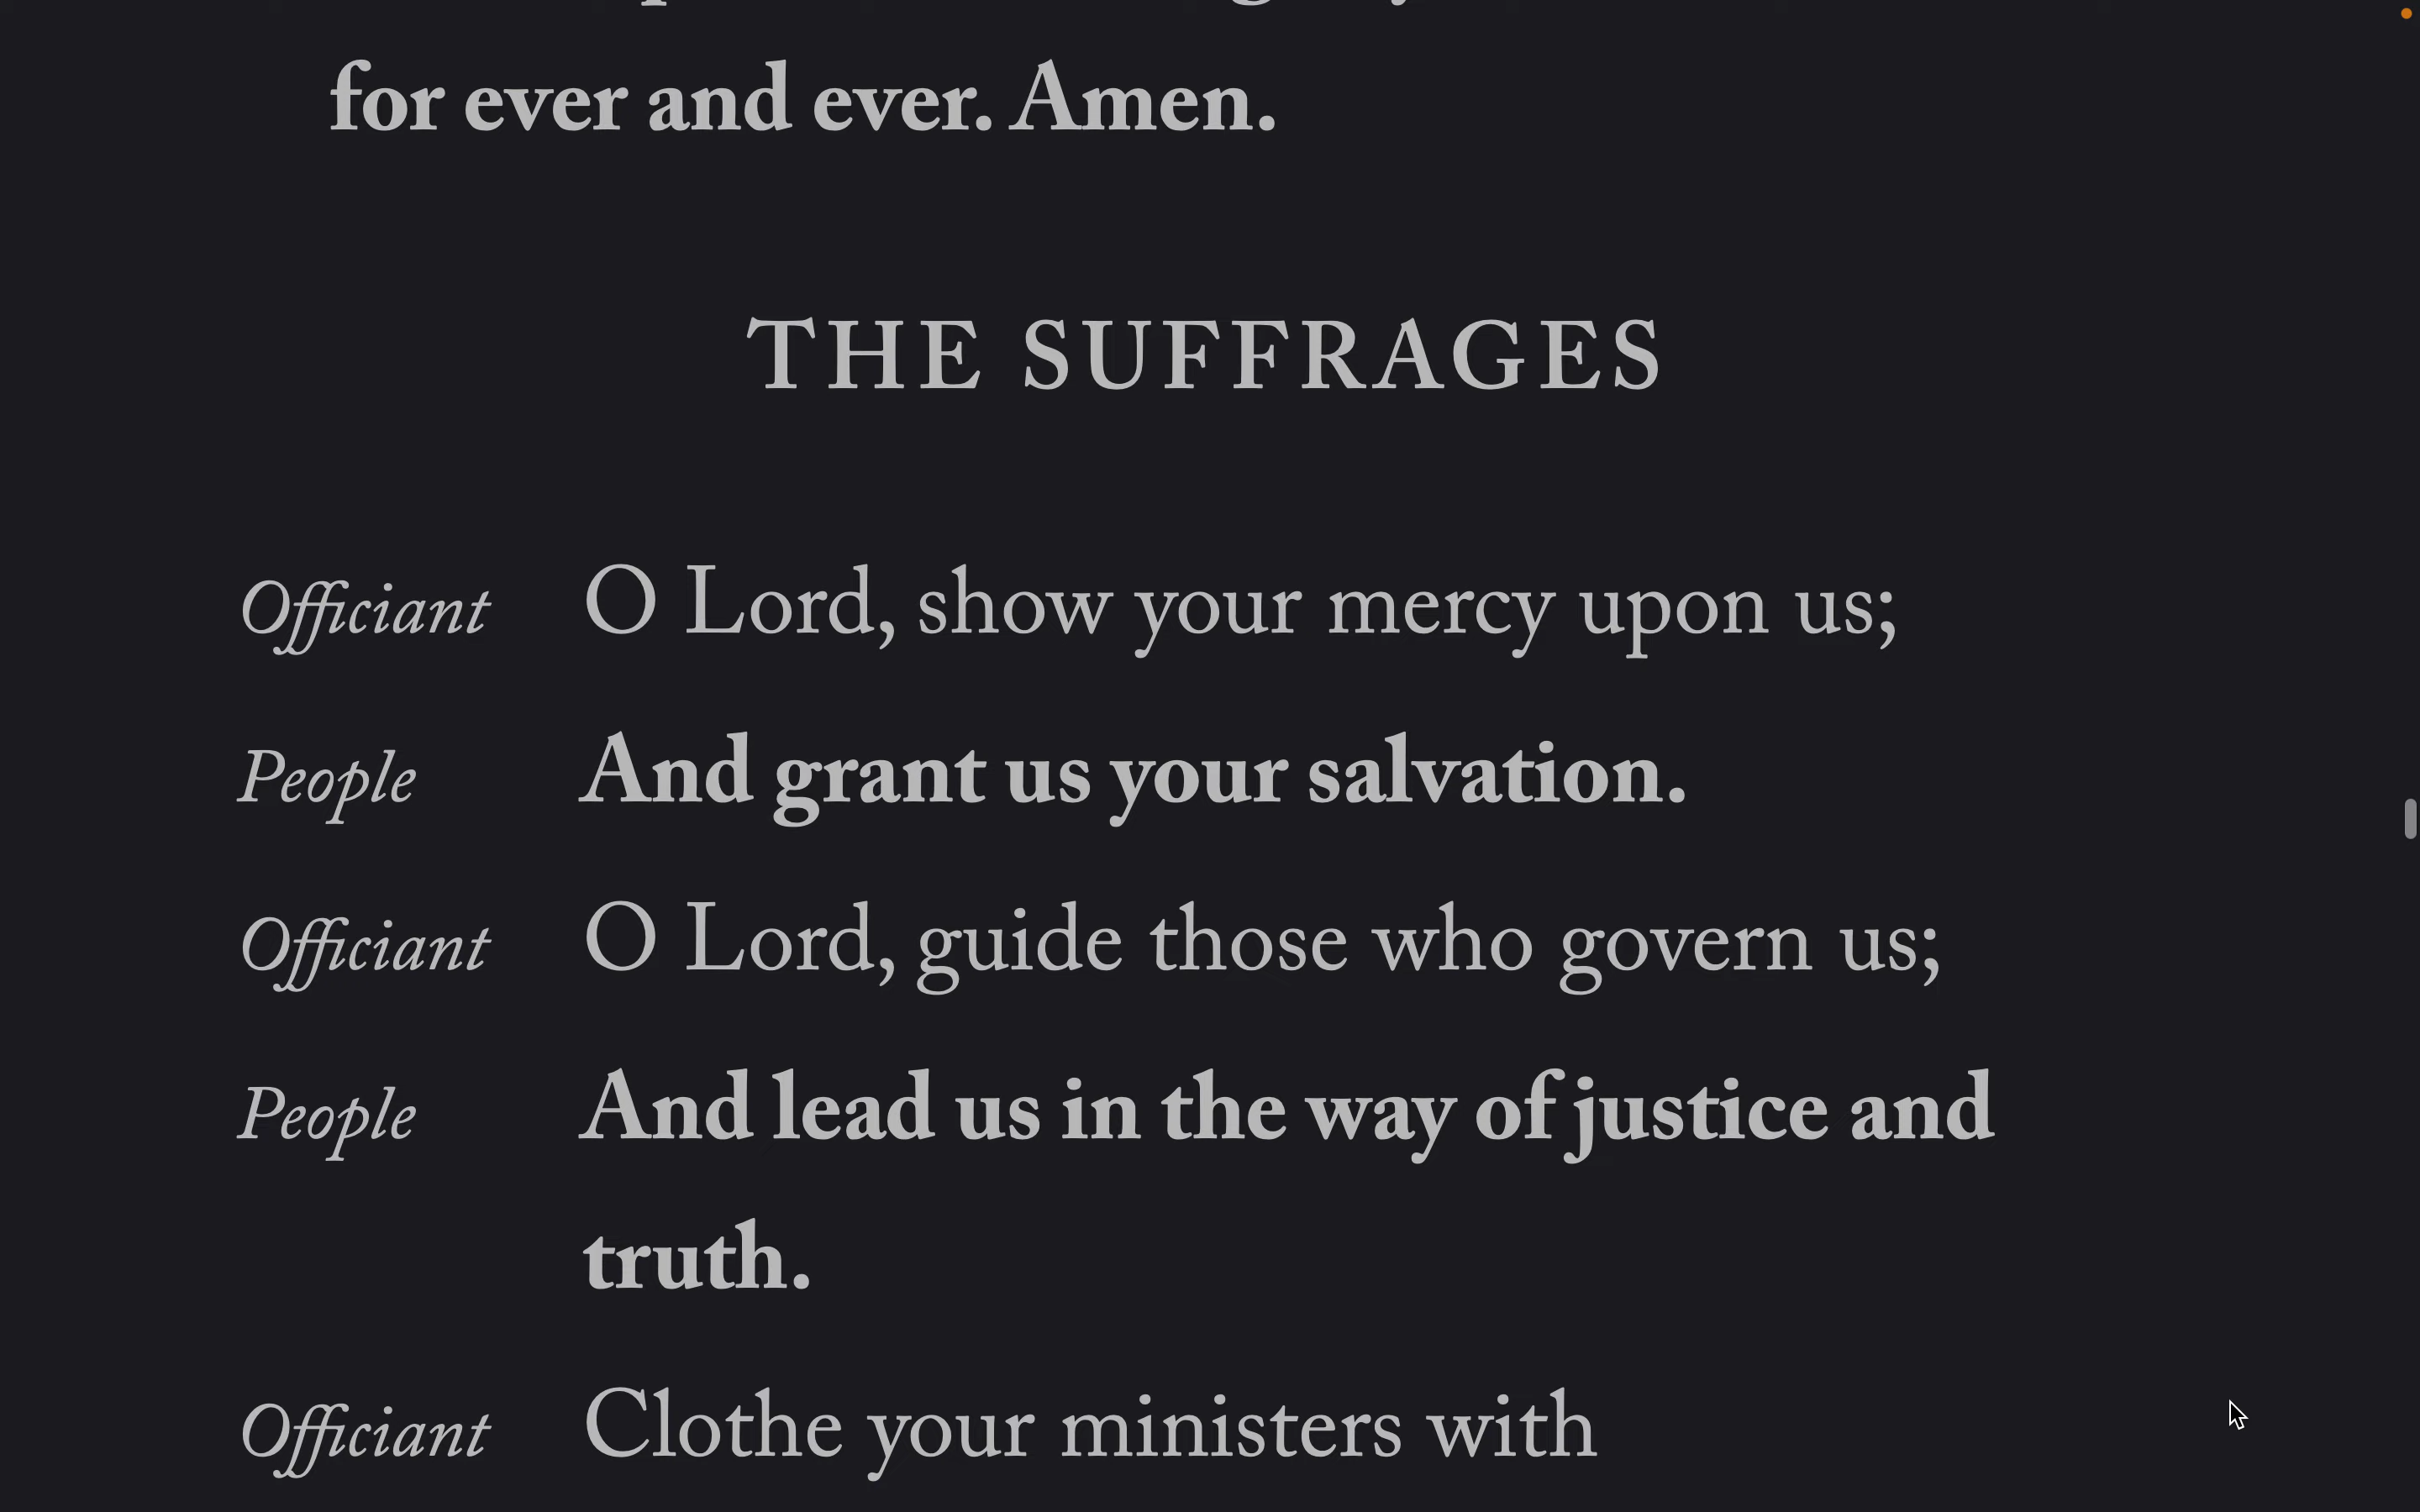 for ever and ever. Amen.
THE SUFFRAGES
Officiant O Lord, show your mercy upon us;
People And grant us your salvation.
Officiant O Lord, guide those who govern us;
People And lead us in the way of justice and
truth.
Officiant Clothe your ministers with